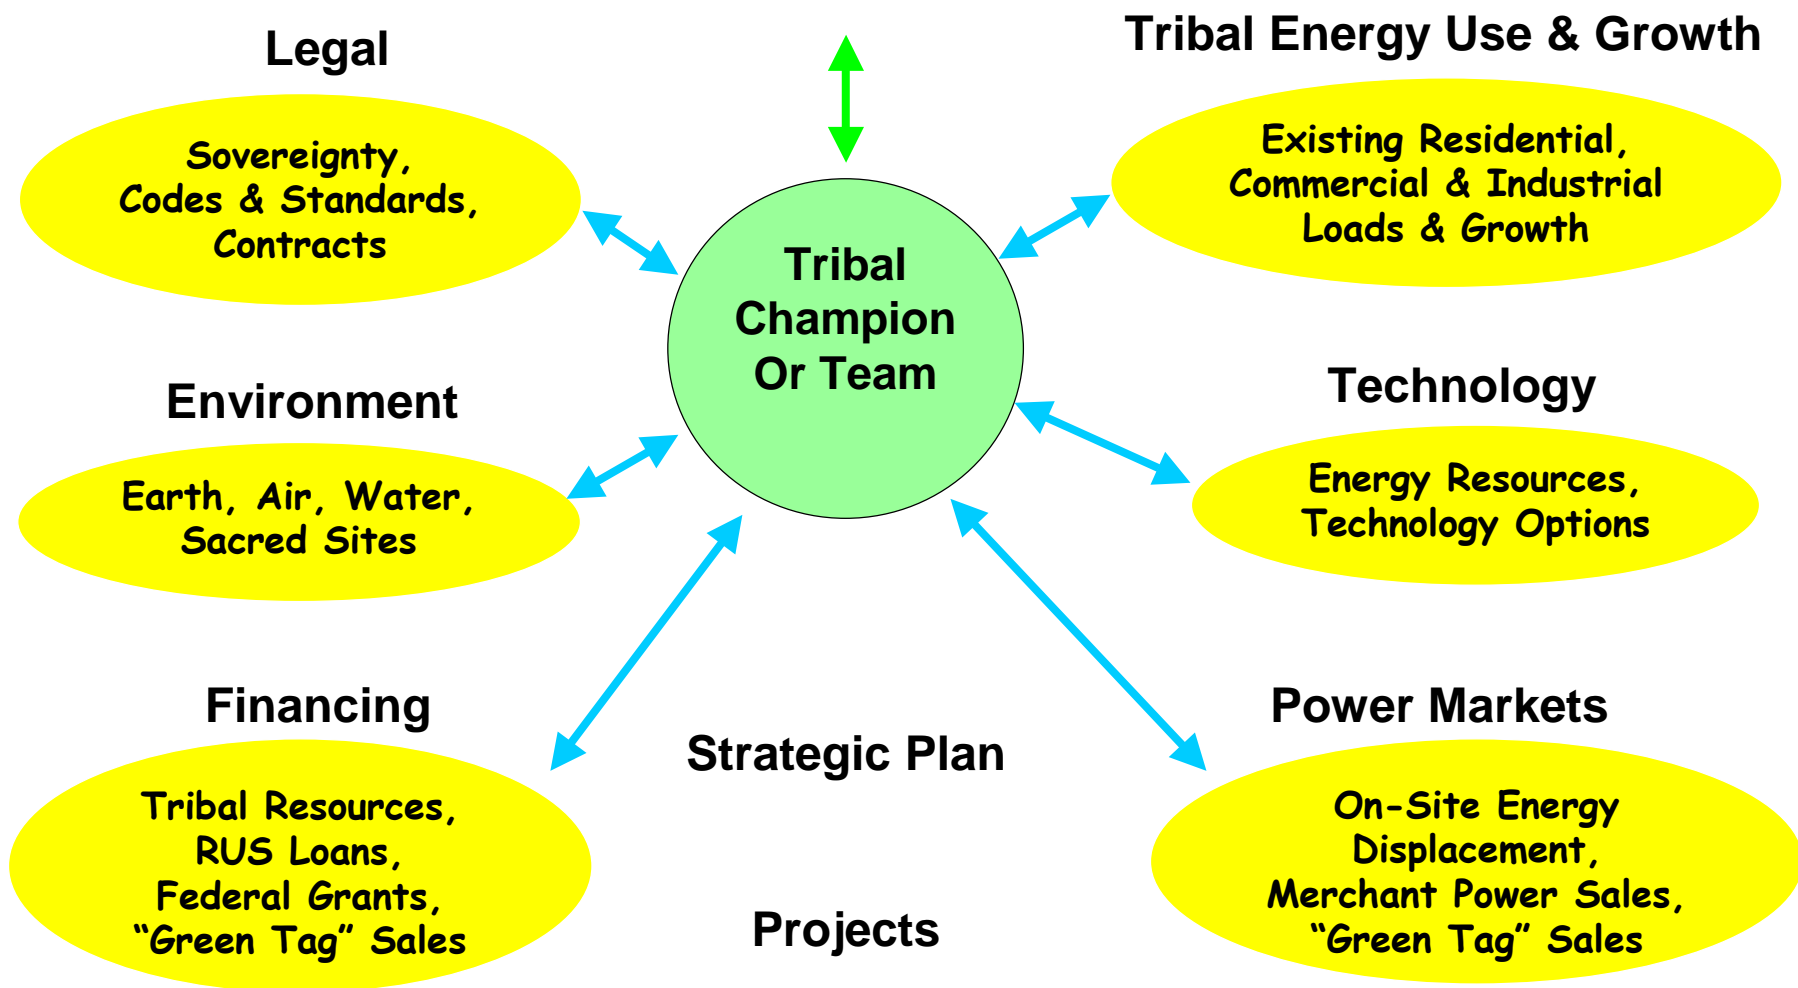 Legal
Sovereignty,
Codes & Standards,
Contracts
Tribal Energy Use & Growth
Existing Residential,
Commercial & Industrial
Loads & Growth
Tribal
Champion
Or Team
Environment
Earth, Air, Water,
Sacred Sites
Technology
Energy Resources,
Technology Options
Financing
Tribal Resources,
RUS Loans,
Federal Grants,
“Green Tag” Sales
Strategic Plan
Projects
Power Markets
On-Site Energy
Displacement,
Merchant Power Sales,
“Green Tag” Sales